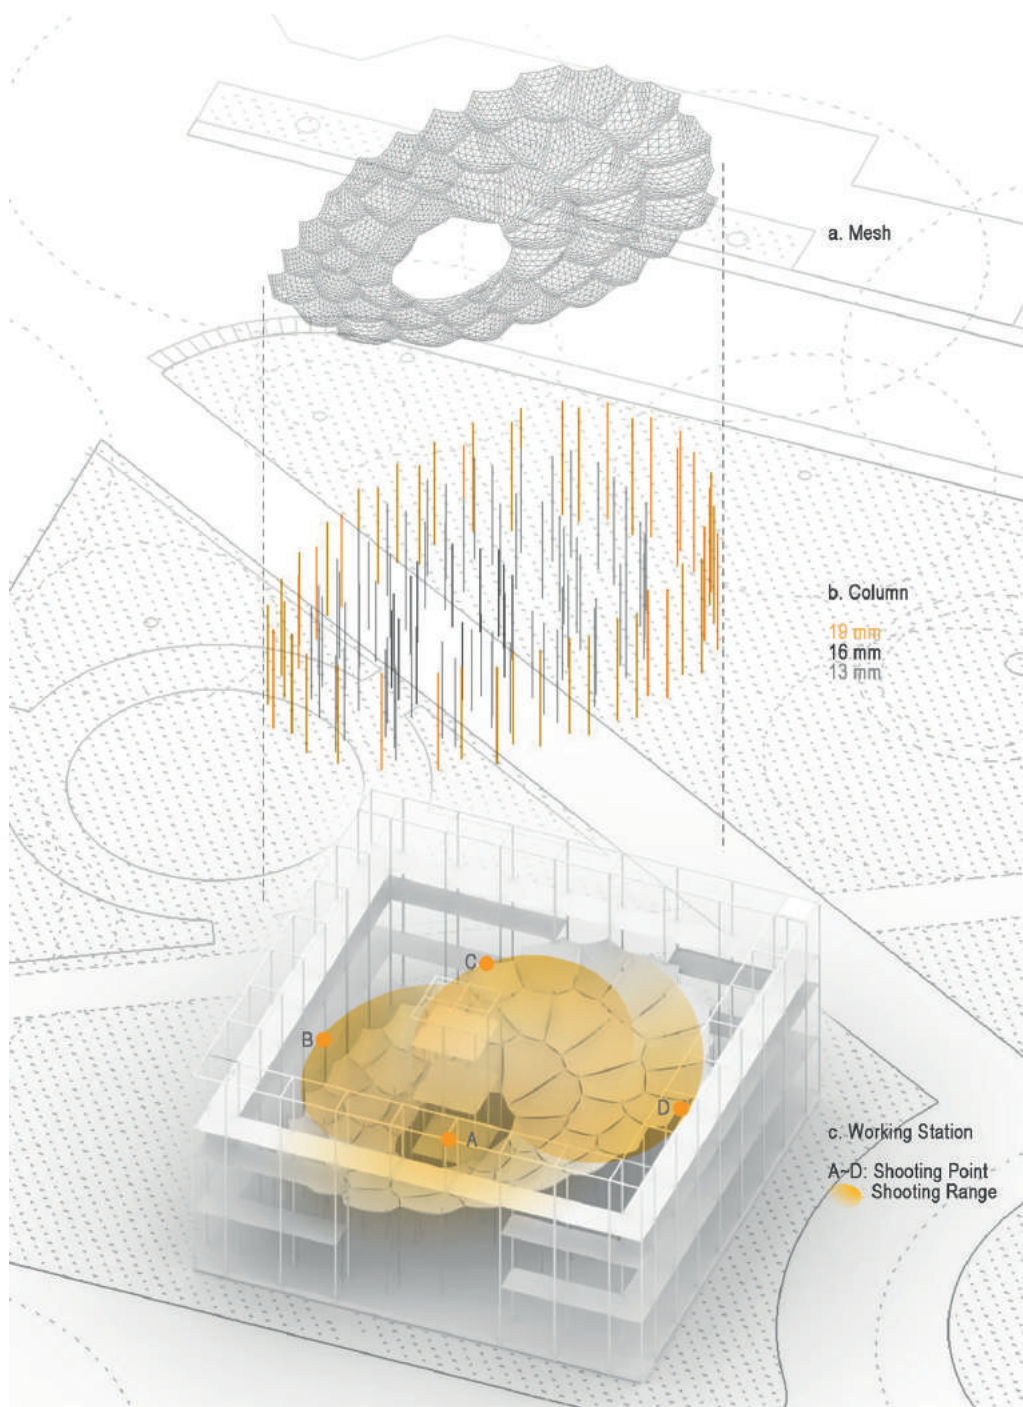 a. Mesh
b. Column
19 mm
16 mm
13 mm
C
B
D
A
c. Working Station
A~D: Shooting Point
Shooting Range